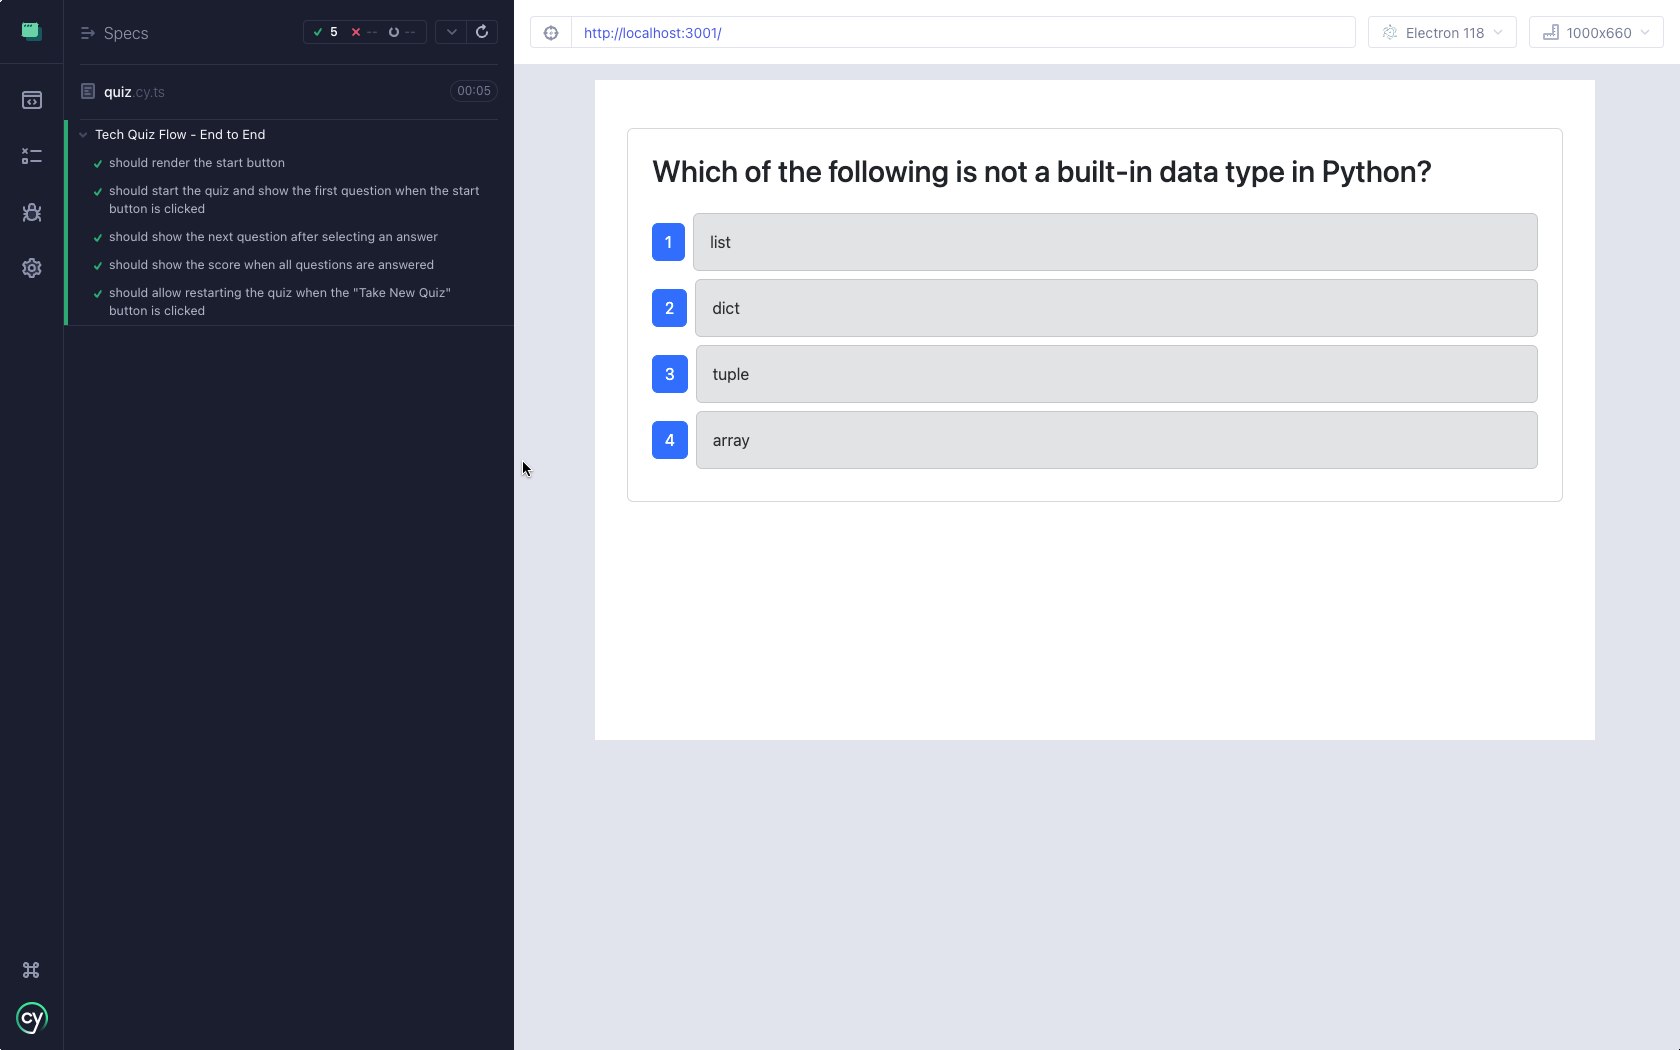 Specs
5 -- --
quiz.cy.ts
00:05
Tech Quiz Flow - End to End
should render the start button
should start the quiz and show the first question when the start
button is clicked
should show the next question after selecting an answer
should show the score when all questions are answered
should allow restarting the quiz when the "Take New Quiz"
button is clicked
cy
http://localhost:3001/
Electron 118
1000x660
Which of the following is not a built-in data type in Python?
1 list
2 dict
3 tuple
4 array